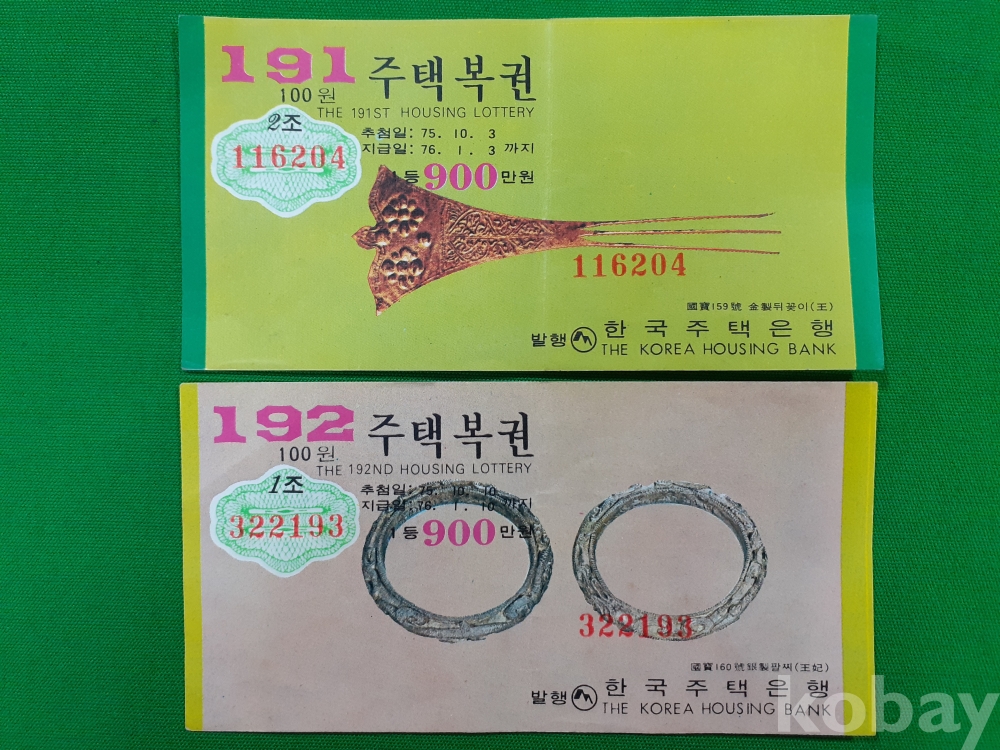 191 주택복권
100원
THE 191ST HOUSING LOTTERY
2조
116204
추첨일: 75. 10. 3
지급일: 76. 1. 3 까지
1등 900만원
116204
國寶159號 金製뒤꽂이(王)
발행 한국주택은행
THE KOREA HOUSING BANK
192 주택복권
100원
THE 192ND HOUSING LOTTERY
1조
322193
추첨일: 75. 10. 10
지급일: 76. 1. 10 까지
1등 900만원
322193
國寶160號銀製팔찌(王妃)
발행 한국주택은행
THE KOREA HOUSING BANK
kobay